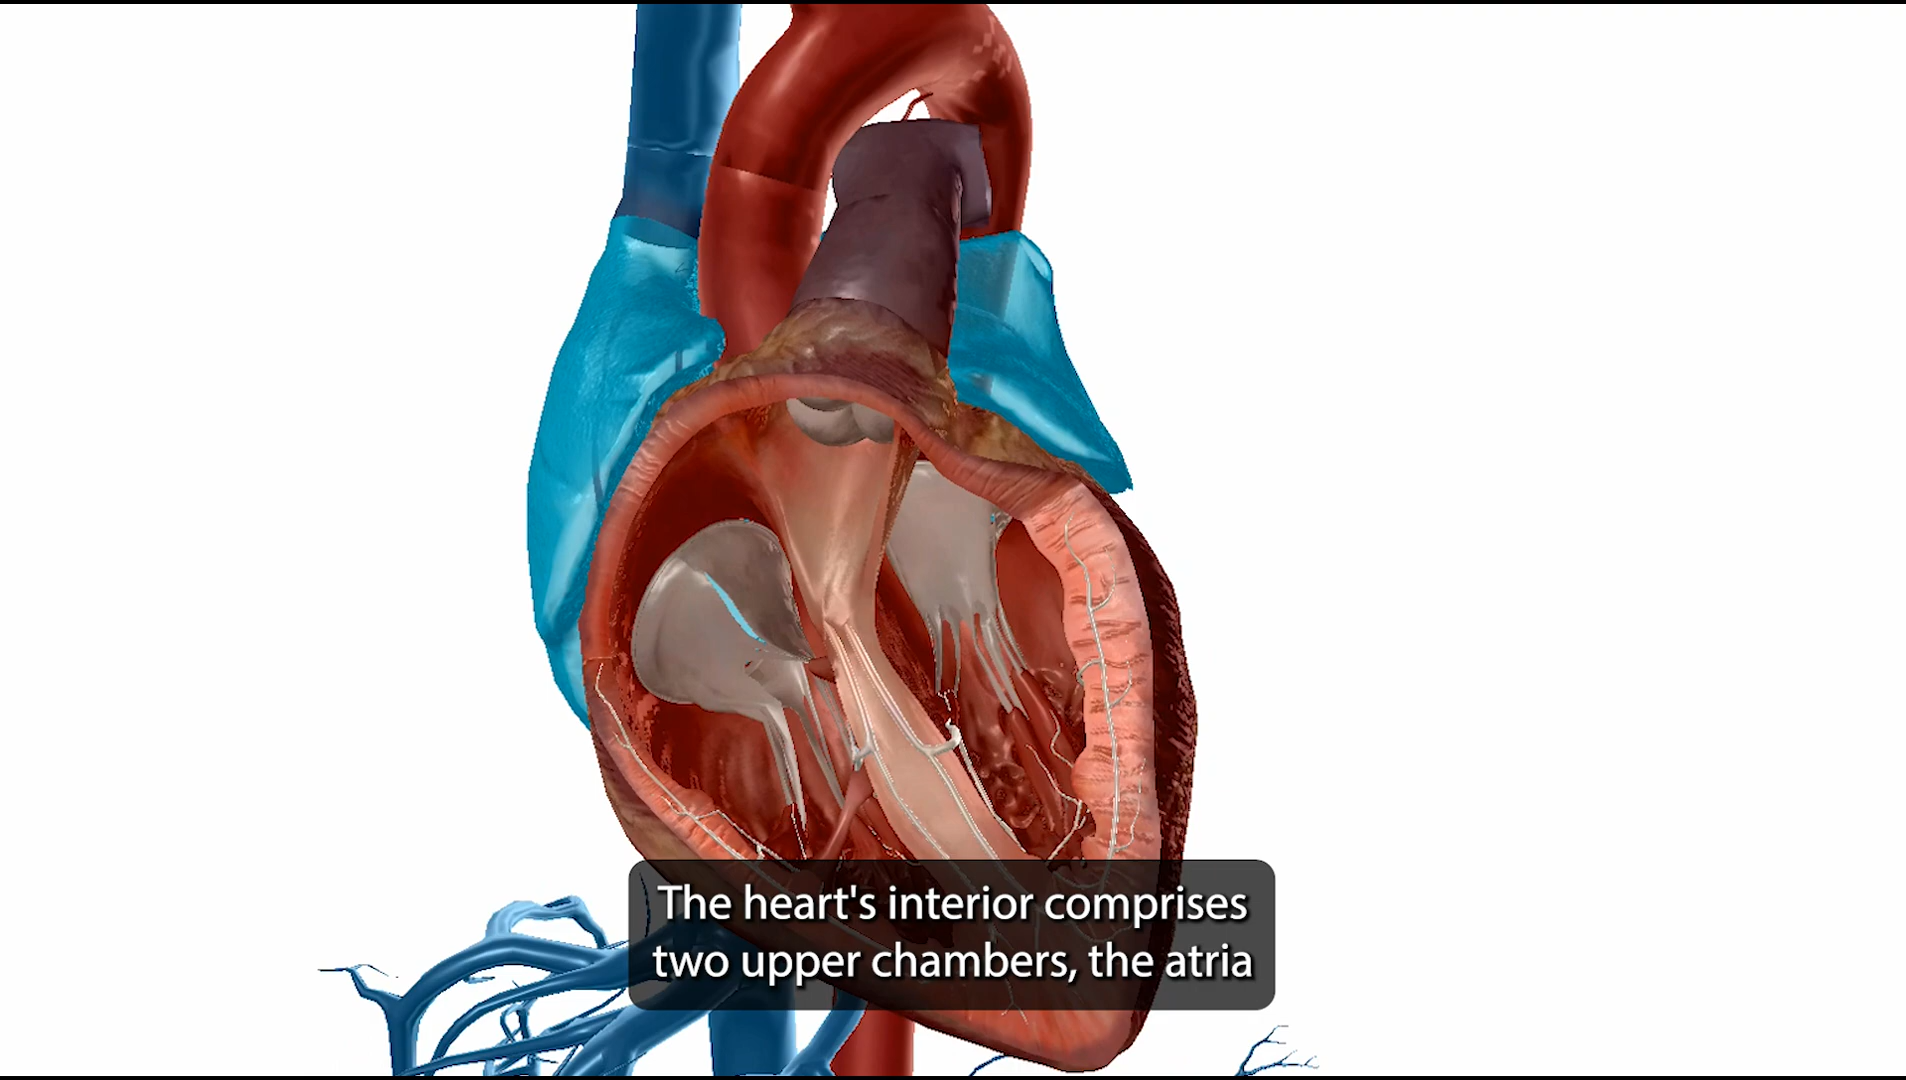 The heart's interior comprises
two upper chambers, the atria